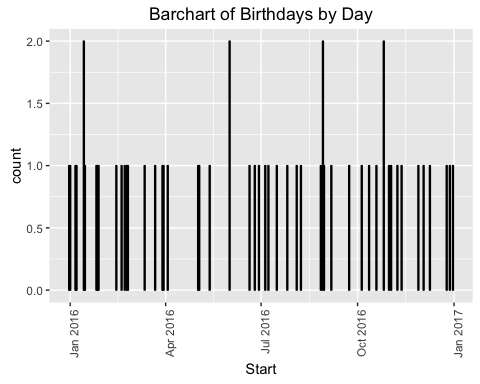 Barchart of Birthdays by Day
2.0
1.5
1.0
0.5
0.0
count
Jan 2016
Apr 2016
Jul 2016
Oct 2016
Jan 2017
Start